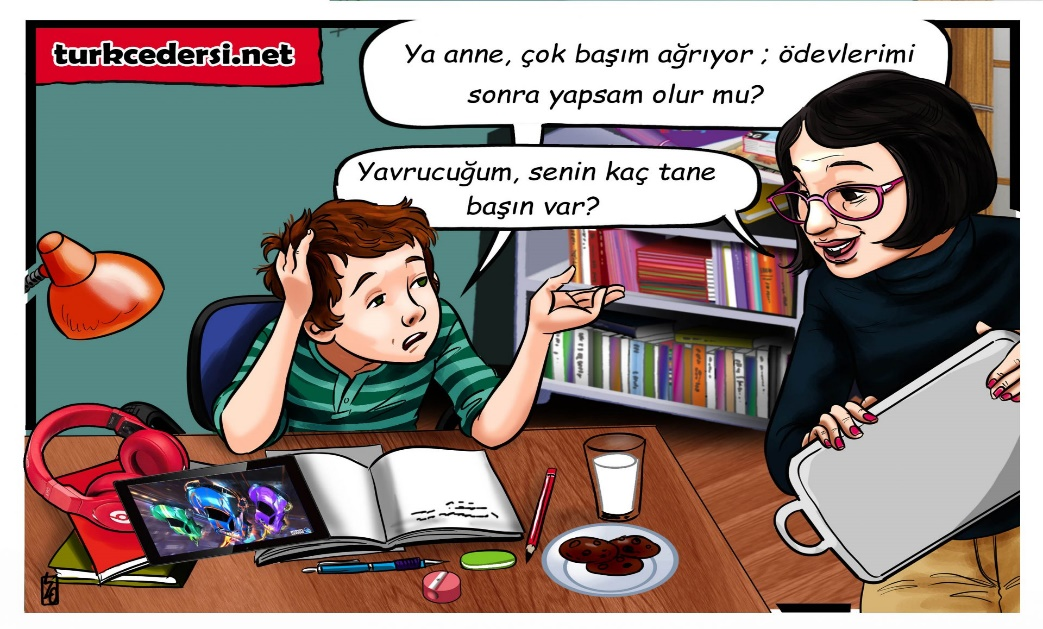 turkcedersi.net
Ya anne, çok başım ağrıyor ; ödevlerimi
sonra yapsam olur mu?
Yavrucuğum, senin kaç tane
başın var?